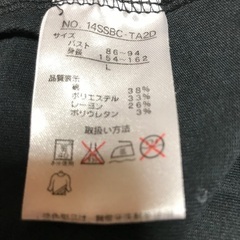 NO. 14SSBC-TA2D
サイズ
バスト 86-94
身長 154-162
L
品質表示
綿 38%
ポリエステル 33%
レーヨン 26%
ポリウレタン 3%
取扱い方法